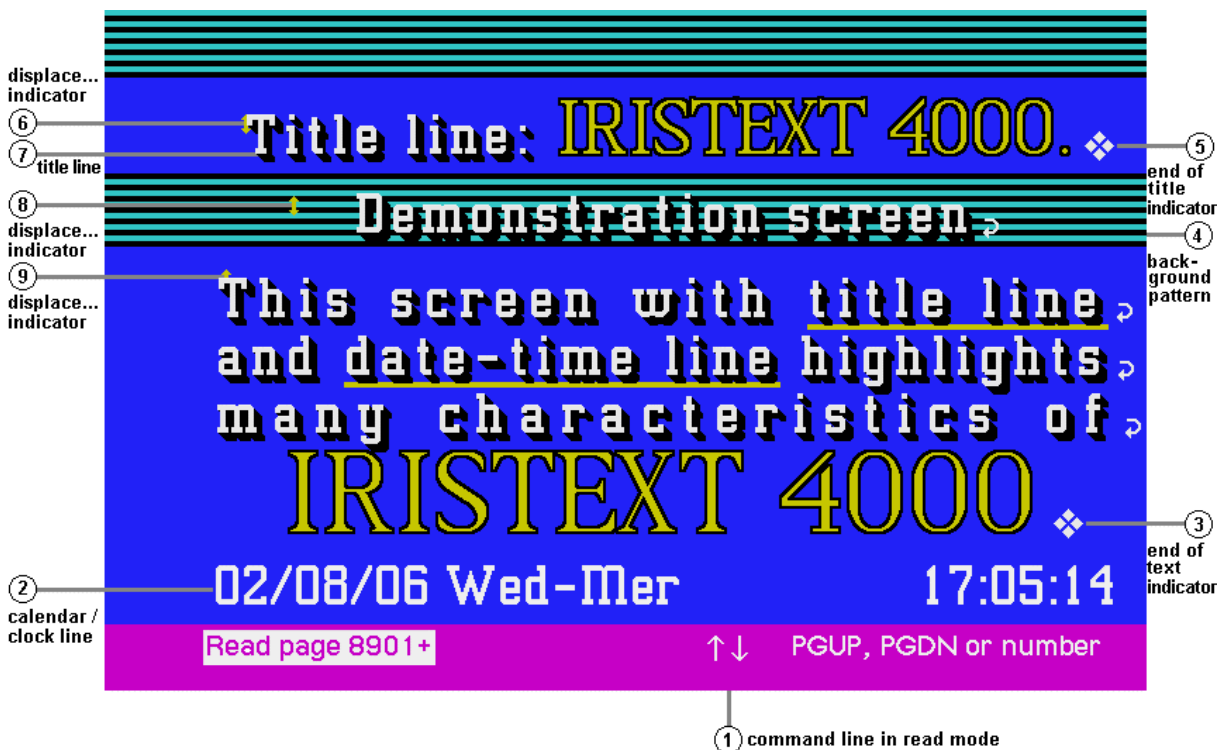 displace...
indicator
6
7
title line
Title line: IRISTEXT 4000.
5
end of
title
indicator
8
displace...
indicator
Demonstration screen
4
back-
ground
pattern
9
displace...
indicator
This screen with title line
and date-time line highlights
many characteristics of
IRISTEXT 4000
3
end of
text
indicator
2
calendar /
clock line
02/08/06 Wed-Mer 17:05:14
Read page 8901+ ↑↓ PGUP, PGDN or number
1 command line in read mode